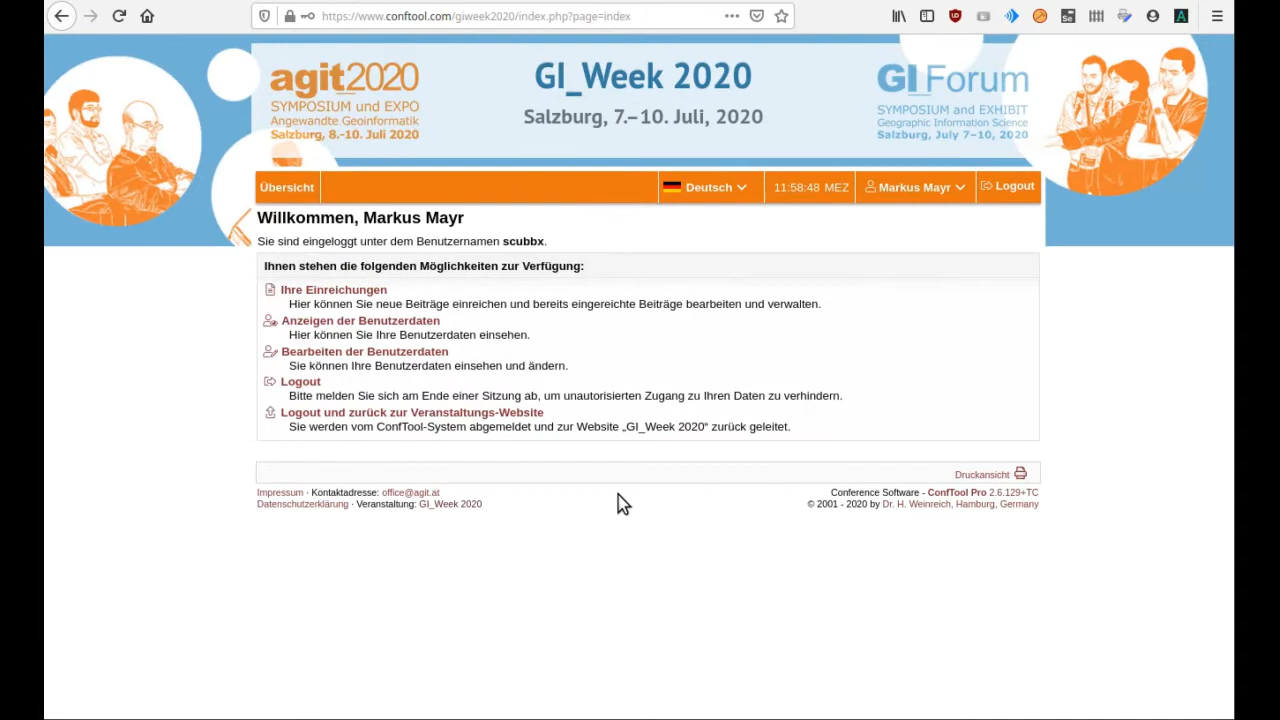 https://www.conftool.com/giweek2020/index.php?page=index
agit2020
SYMPOSIUM und EXPO
Angewandte Geoinformatik
Salzburg, 8.-10. Juli 2020
GI_Week 2020
Salzburg, 7.–10. Juli, 2020
GI_Forum
SYMPOSIUM and EXHIBIT
Geographic Information Science
Salzburg, July 7–10, 2020
Übersicht
Deutsch
11:58:48 MEZ
Markus Mayr
Logout
Willkommen, Markus Mayr
Sie sind eingeloggt unter dem Benutzernamen scubbx.
Ihnen stehen die folgenden Möglichkeiten zur Verfügung:
Ihre Einreichungen
Hier können Sie neue Beiträge einreichen und bereits eingereichte Beiträge bearbeiten und verwalten.
Anzeigen der Benutzerdaten
Hier können Sie Ihre Benutzerdaten einsehen.
Bearbeiten der Benutzerdaten
Sie können Ihre Benutzerdaten einsehen und ändern.
Logout
Bitte melden Sie sich am Ende einer Sitzung ab, um unautorisierten Zugang zu Ihren Daten zu verhindern.
Logout und zurück zur Veranstaltungs-Website
Sie werden vom ConfTool-System abgemeldet und zur Website „GI_Week 2020“ zurück geleitet.
Druckansicht
Impressum · Kontaktadresse: office@agit.at
Datenschutzerklärung · Veranstaltung: GI_Week 2020
Conference Software - ConfTool Pro 2.6.129+TC
© 2001 - 2020 by Dr. H. Weinreich, Hamburg, Germany